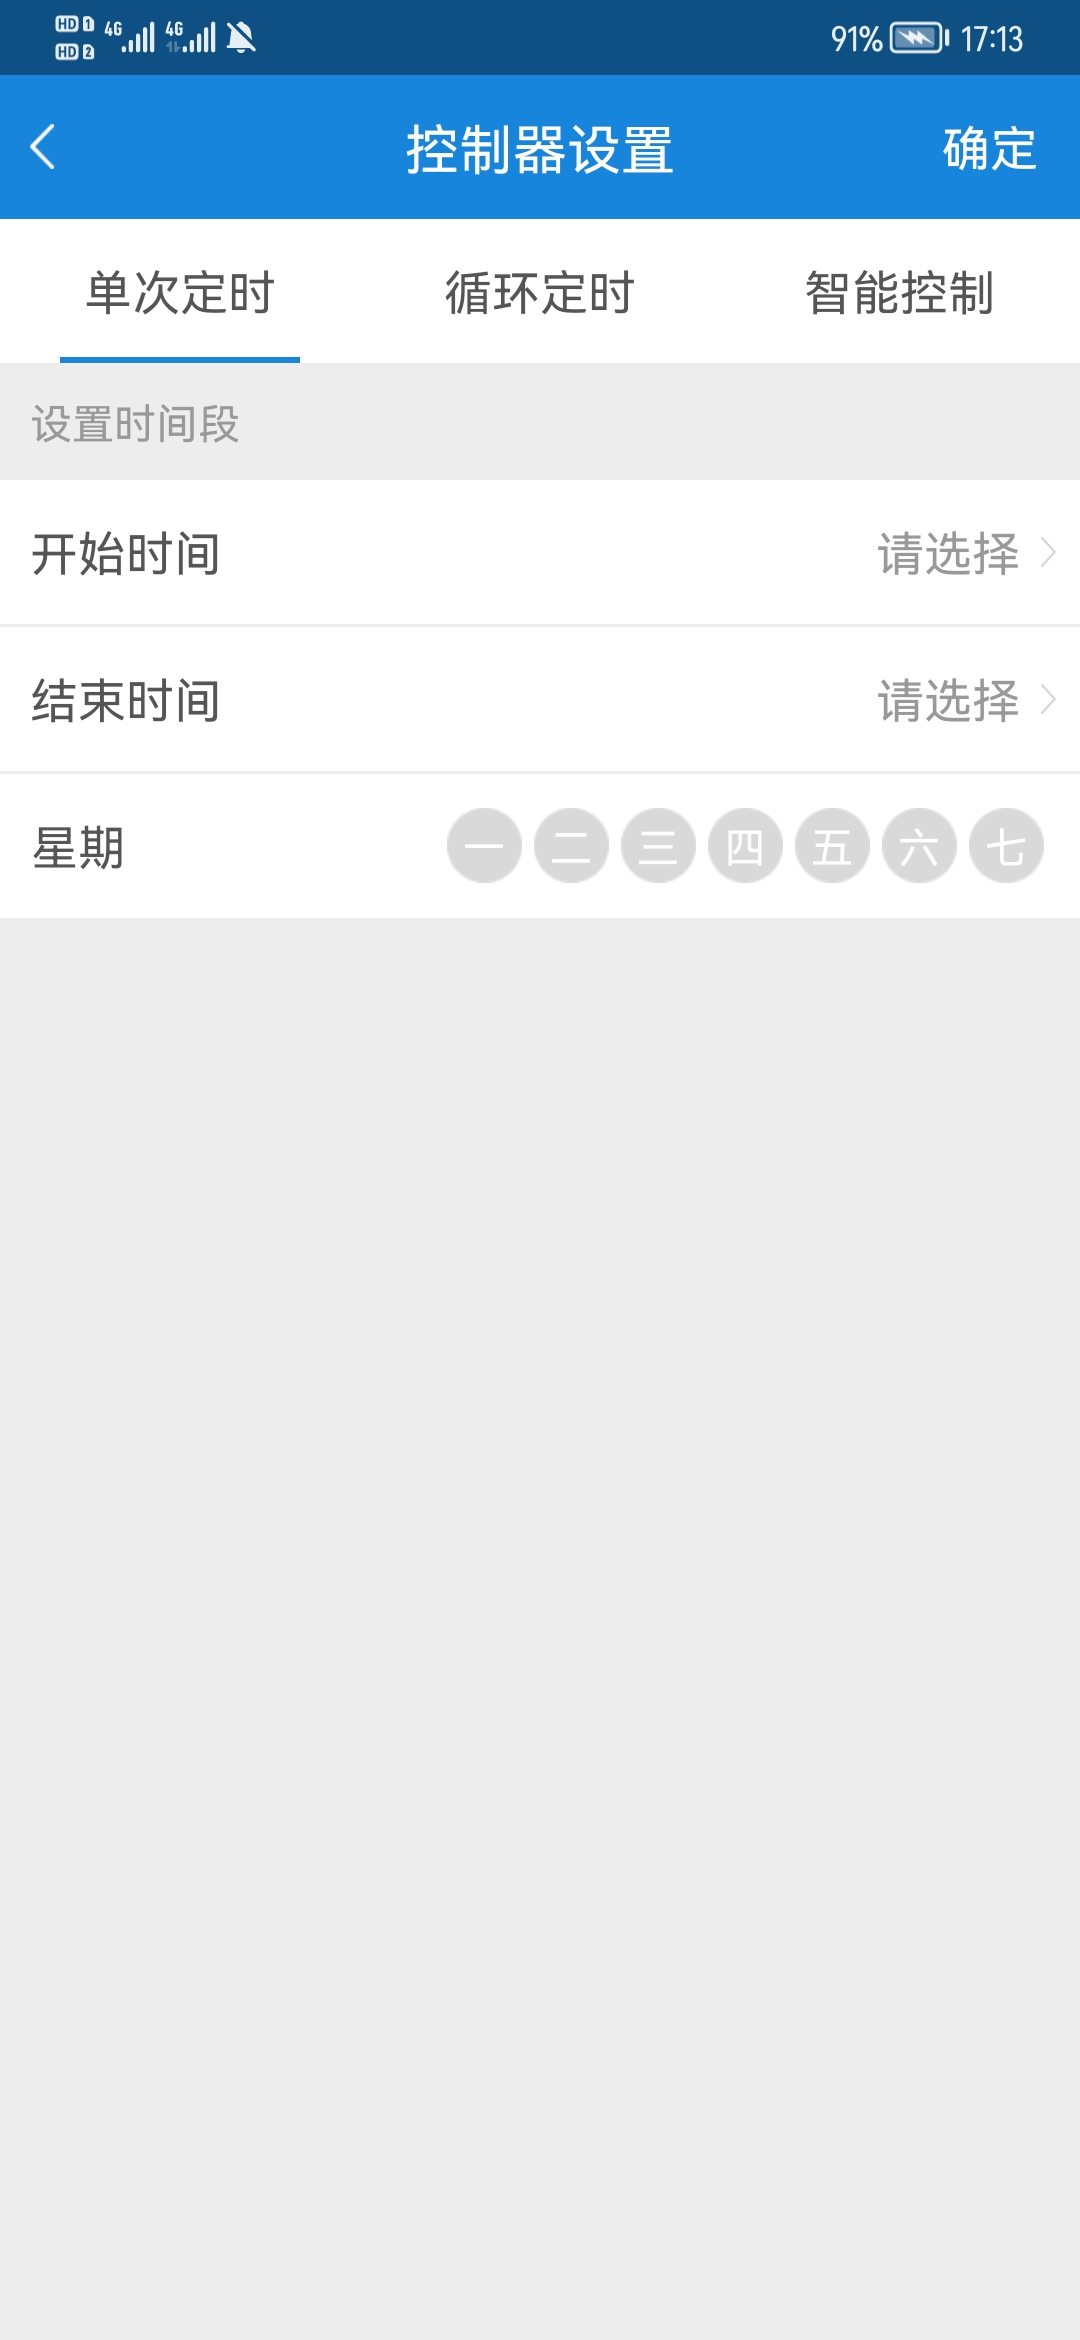 HD 1 4G 4G 91% 17:13
HD 2
控制器设置 确定
单次定时 循环定时 智能控制
设置时间段
开始时间 请选择
结束时间 请选择
星期 一 二 三 四 五 六 七